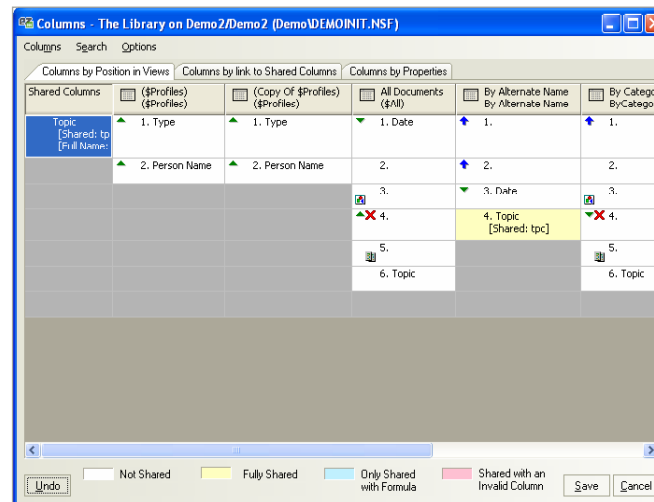 Columns - The Library on Demo2/Demo2 (Demo\DEMOINIT.NSF)
Columns Search Options
Columns by Position in Views Columns by link to Shared Columns Columns by Properties
Shared Columns ($Profiles) (Copy Of $Profiles) All Documents By Alternate Name By Catego
($Profiles) ($Profiles) ($All) By Alternate Name ByCatego
Topic 1. Type 1. Type 1. Date 1. 1.
[Shared: tp
[Full Name:
2. Person Name 2. Person Name 2. 2. 2.
3. 3. Date 3.
4. 4. Topic 4.
[Shared: tpc]
5. 5.
6. Topic 6. Topic
Undo Not Shared Fully Shared Only Shared Shared with an Save Cancel
with Formula Invalid Column